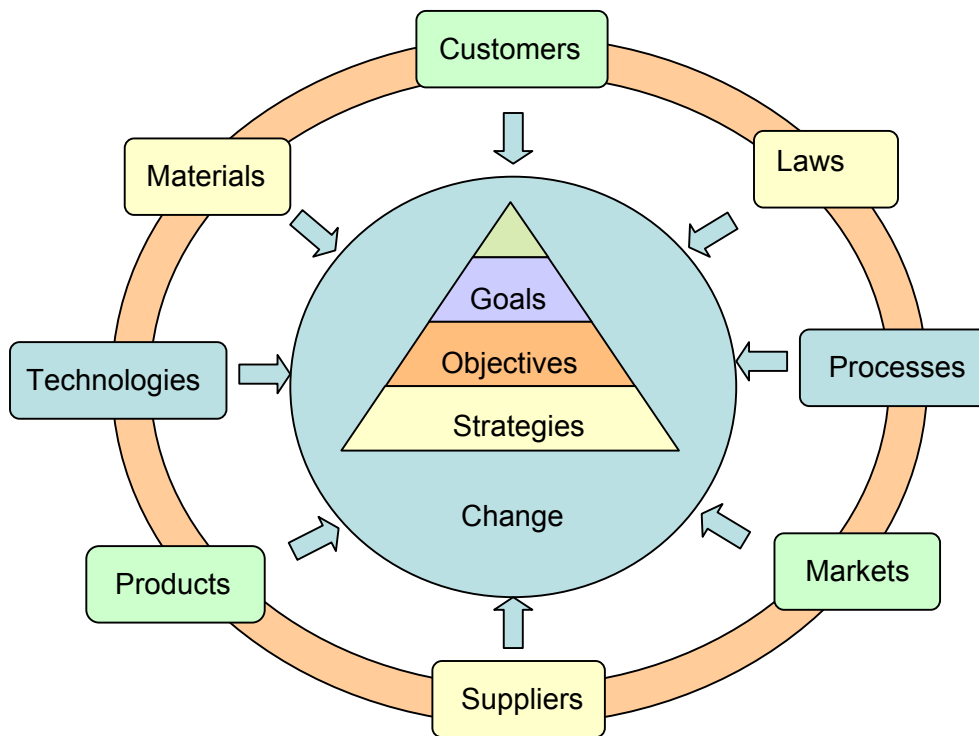 Customers
Materials
Laws
Goals
Technologies
Objectives
Processes
Strategies
Change
Products
Markets
Suppliers